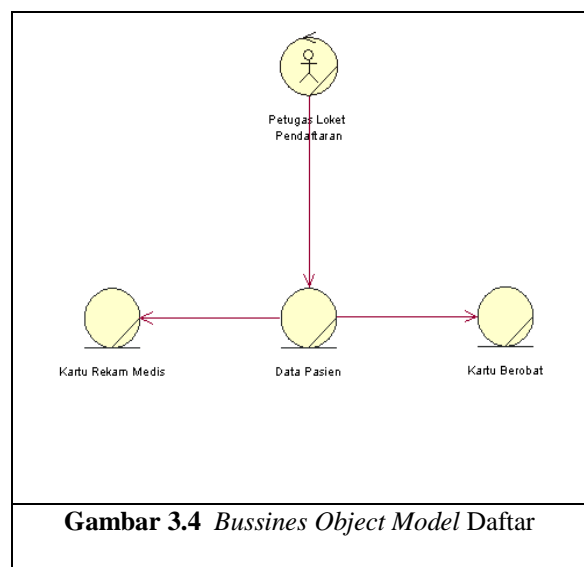 Petugas Loket
Pendaftaran
Kartu Rekam Medis
Data Pasien
Kartu Berobat
Gambar 3.4 Bussines Object Model Daftar